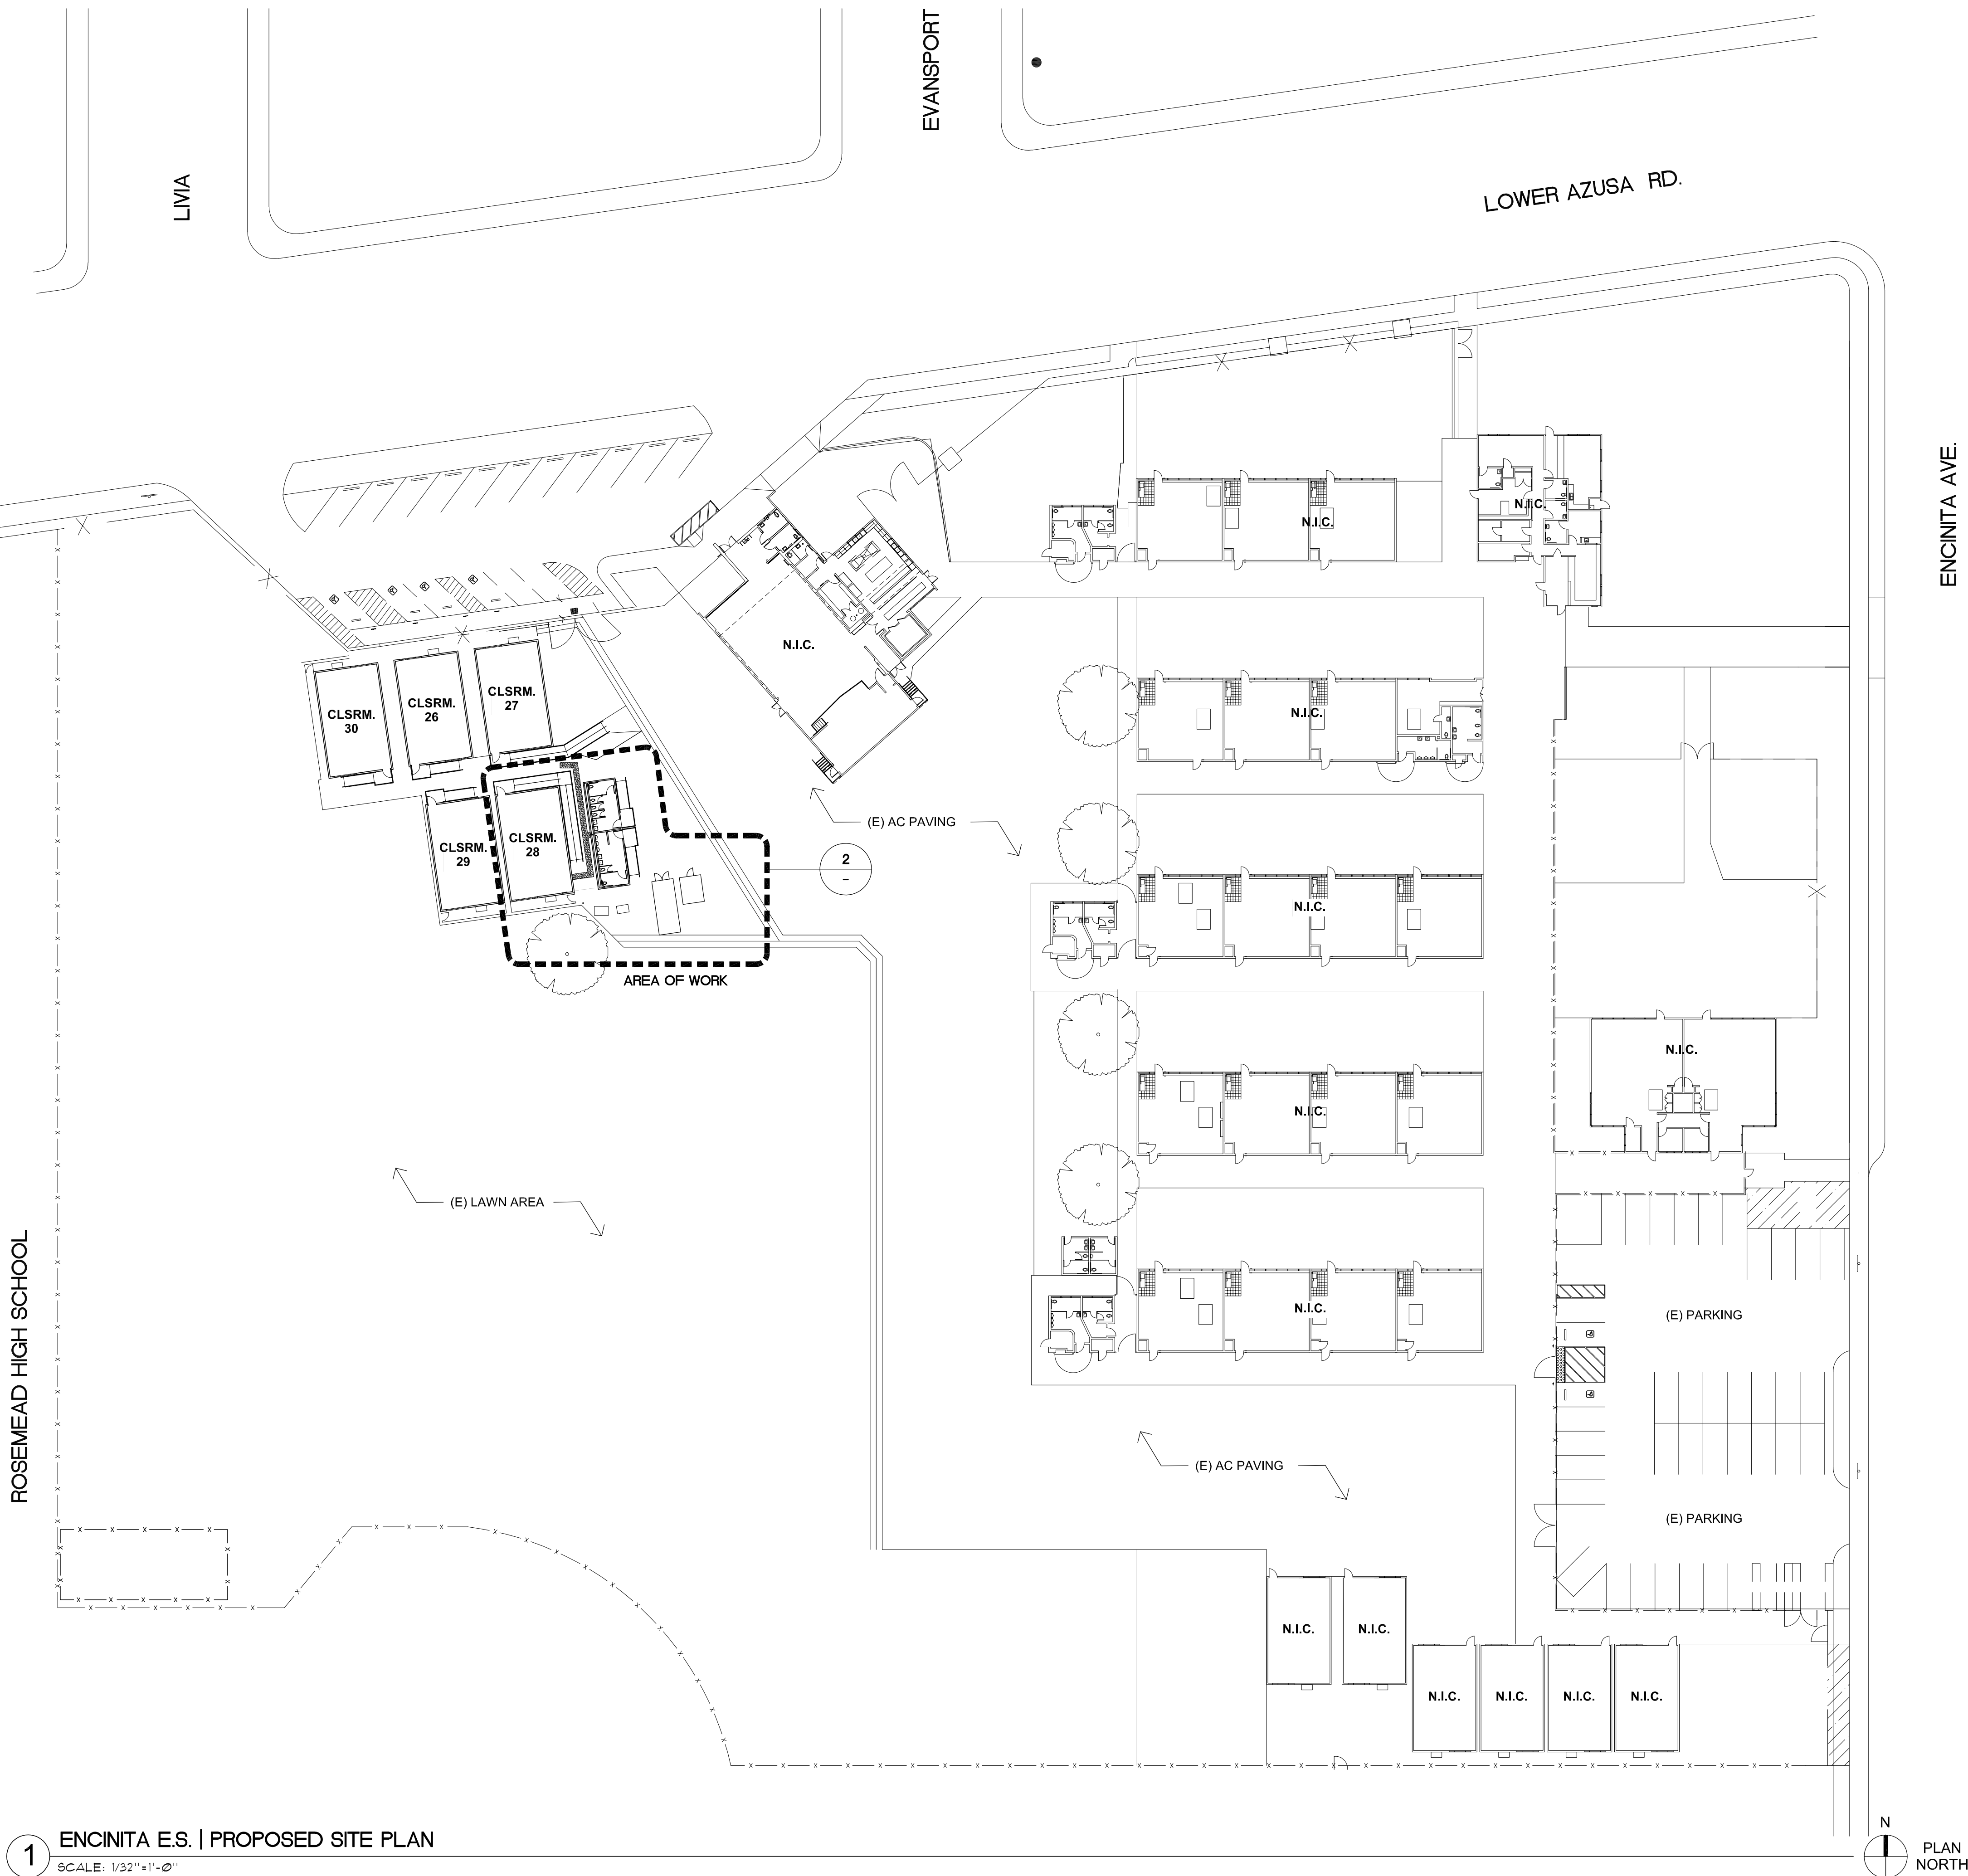 EVANSPORT
LIVIA
LOWER AZUSA RD.
ENCINITA AVE.
N.I.C.
N.I.C.
N.I.C.
CLSRM.
27
CLSRM.
26
CLSRM.
30
N.I.C.
(E) AC PAVING
CLSRM.
28
CLSRM.
29
2
-
N.I.C.
AREA OF WORK
N.I.C.
N.I.C.
(E) LAWN AREA
ROSEMEAD HIGH SCHOOL
N.I.C.
(E) PARKING
(E) AC PAVING
(E) PARKING
N.I.C.
N.I.C.
N.I.C.
N.I.C.
N.I.C.
N.I.C.
1
ENCINITA E.S. | PROPOSED SITE PLAN
SCALE: 1/32"=1'-0"
N
PLAN
NORTH